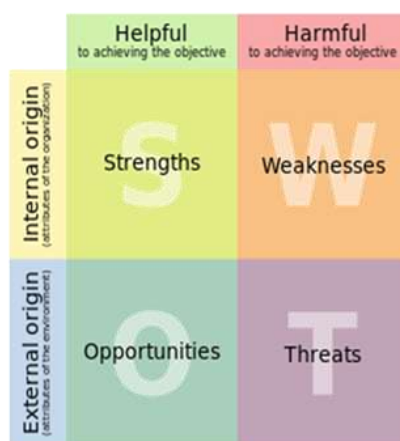 Helpful
to achieving the objective
Harmful
to achieving the objective
Internal origin
(attributes of the organization)
S
Strengths
W
Weaknesses
External origin
(attributes of the environment)
O
Opportunities
T
Threats